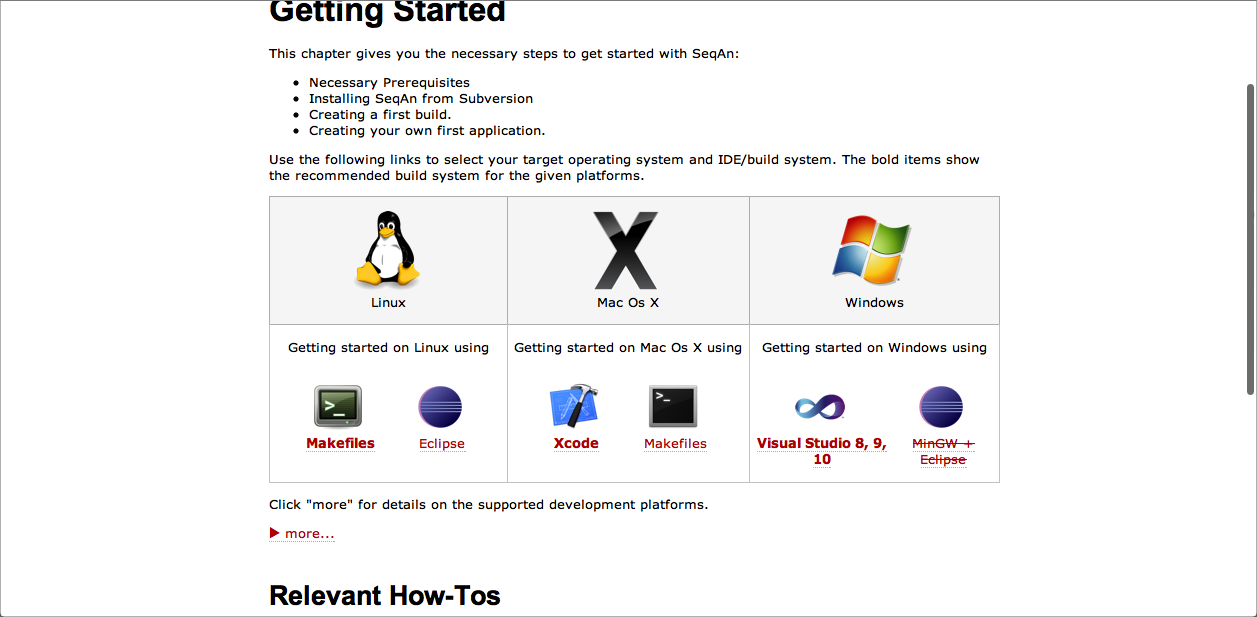 Getting Started
This chapter gives you the necessary steps to get started with SeqAn:
• Necessary Prerequisites
• Installing SeqAn from Subversion
• Creating a first build.
• Creating your own first application.
Use the following links to select your target operating system and IDE/build system. The bold items show
the recommended build system for the given platforms.
Linux
Mac Os X
Windows
Getting started on Linux using
Makefiles
Eclipse
Getting started on Mac Os X using
Xcode
Makefiles
Getting started on Windows using
Visual Studio 8, 9,
10
MinGW +
Eclipse
Click "more" for details on the supported development platforms.
▶ more...
Relevant How-Tos